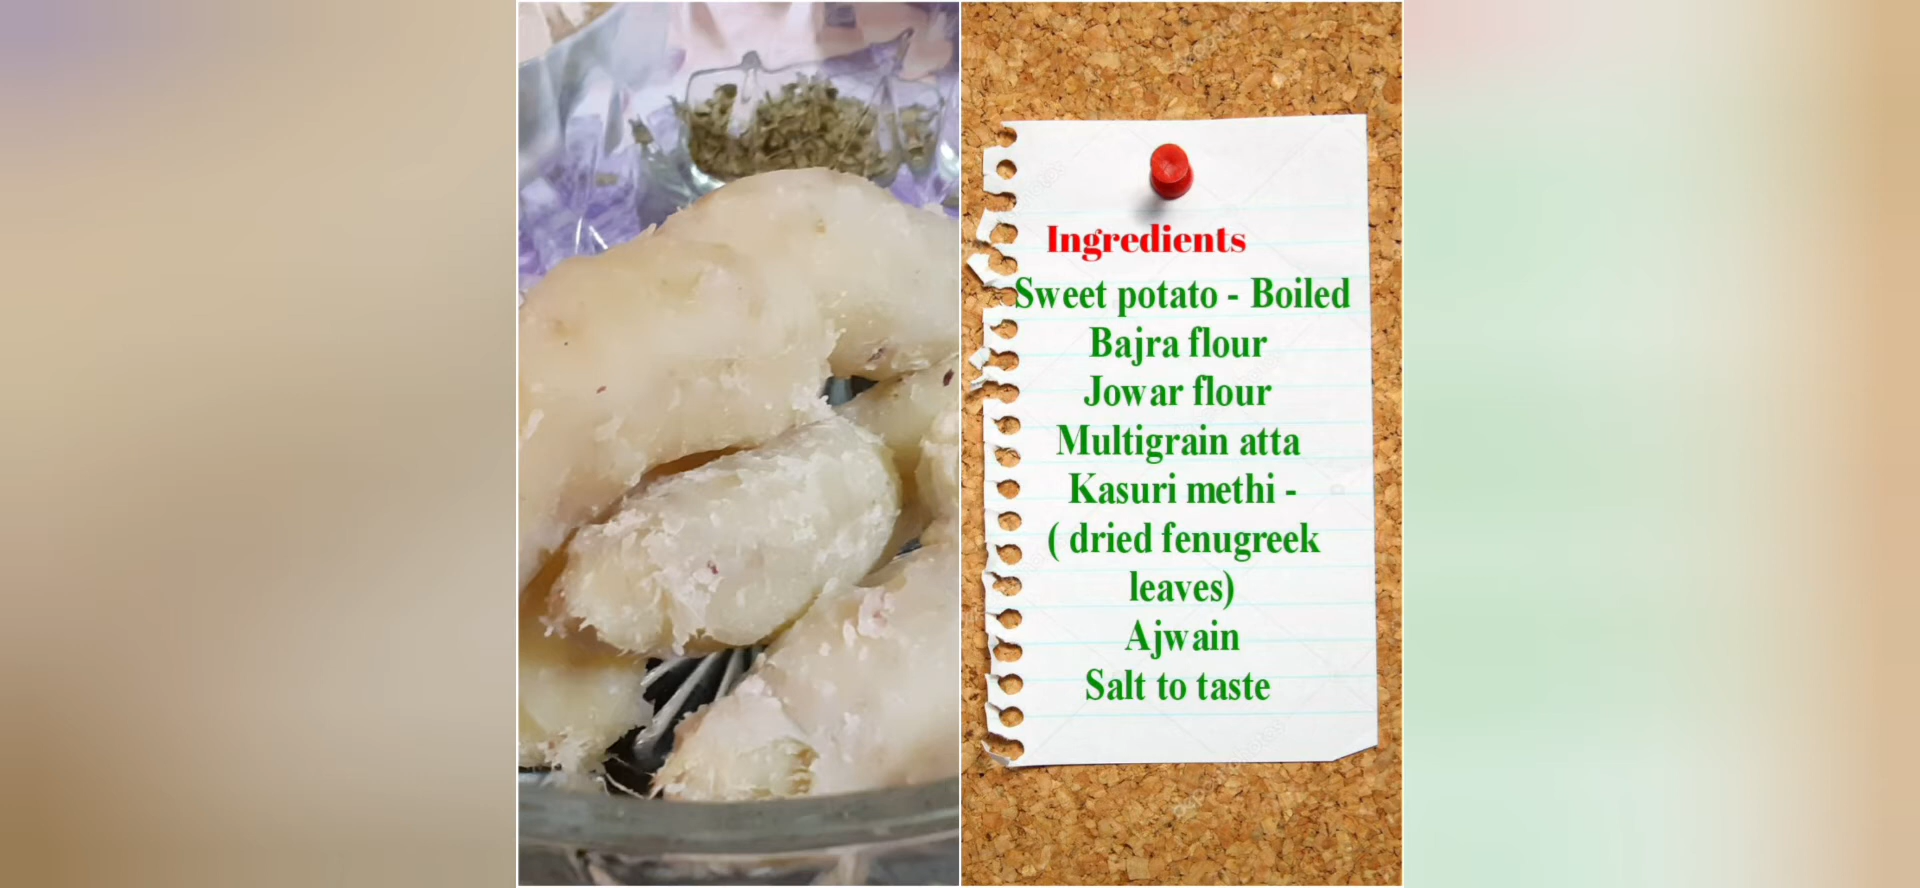 Ingredients
Sweet potato - Boiled
Bajra flour
Jowar flour
Multigrain atta
Kasuri methi -
( dried fenugreek
leaves)
Ajwain
Salt to taste